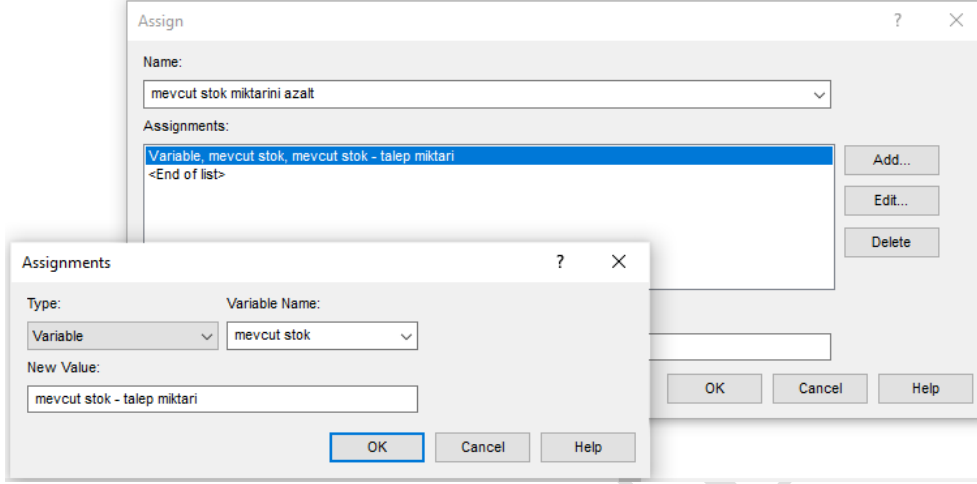 Assign
Name:
mevcut stok miktarini azalt
Assignments:
Variable, mevcut stok, mevcut stok - talep miktari
<End of list>
Add...
Edit...
Delete
OK
Cancel
Help
Assignments
Type:
Variable Name:
Variable
mevcut stok
New Value:
mevcut stok - talep miktari
OK
Cancel
Help